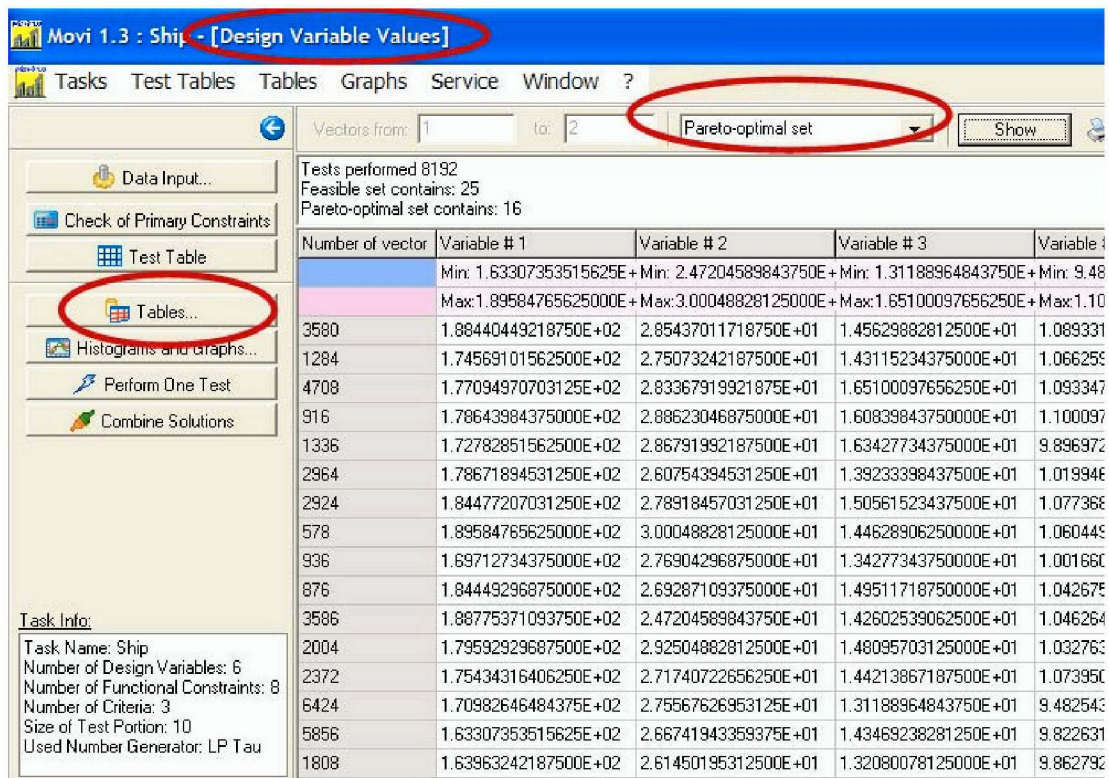 Movi 1.3 : Ship - [Design Variable Values]
Tasks Test Tables Tables Graphs Service Window ?
Vectors from: 1 to: 2 Pareto-optimal set Show
Data Input...
Check of Primary Constraints
Test Table
Tables...
Histograms and Graphs...
Perform One Test
Combine Solutions
Task Info:
Task Name: Ship
Number of Design Variables: 6
Number of Functional Constraints: 8
Number of Criteria: 3
Size of Test Portion: 10
Used Number Generator: LP Tau
Tests performed 8192
Feasible set contains: 25
Pareto-optimal set contains: 16
Number of vector Variable # 1 Variable # 2 Variable # 3 Variable
Min: 1.63307353515625E+ Min: 2.47204589843750E+ Min: 1.31188964843750E+ Min: 9.48
Max:1.89584765625000E+ Max:3.00048828125000E+ Max:1.65100097656250E+ Max:1.10
3580 1.88440449218750E+02 2.85437011718750E+01 1.45629882812500E+01 1.089331
1284 1.74569101562500E+02 2.75073242187500E+01 1.43115234375000E+01 1.066259
4708 1.77094970703125E+02 2.83367919921875E+01 1.65100097656250E+01 1.093347
916 1.78643984375000E+02 2.88623046875000E+01 1.60839843750000E+01 1.100097
1336 1.72782851562500E+02 2.86791992187500E+01 1.63427734375000E+01 9.896972
2964 1.78671894531250E+02 2.60754394531250E+01 1.39233398437500E+01 1.019946
2924 1.84477207031250E+02 2.78918457031250E+01 1.50561523437500E+01 1.077368
578 1.89584765625000E+02 3.00048828125000E+01 1.44628906250000E+01 1.060449
936 1.69712734375000E+02 2.76904296875000E+01 1.34277343750000E+01 1.001660
876 1.84449296875000E+02 2.69287109375000E+01 1.49511718750000E+01 1.042675
3586 1.88775371093750E+02 2.47204589843750E+01 1.42602539062500E+01 1.046264
2004 1.79592929687500E+02 2.92504882812500E+01 1.48095703125000E+01 1.032763
2372 1.75434316406250E+02 2.71740722656250E+01 1.44213867187500E+01 1.073950
6424 1.70982646484375E+02 2.75567626953125E+01 1.31188964843750E+01 9.482543
5856 1.63307353515625E+02 2.66741943359375E+01 1.43469238281250E+01 9.822631
1808 1.63963242187500E+02 2.61450195312500E+01 1.32080078125000E+01 9.862792